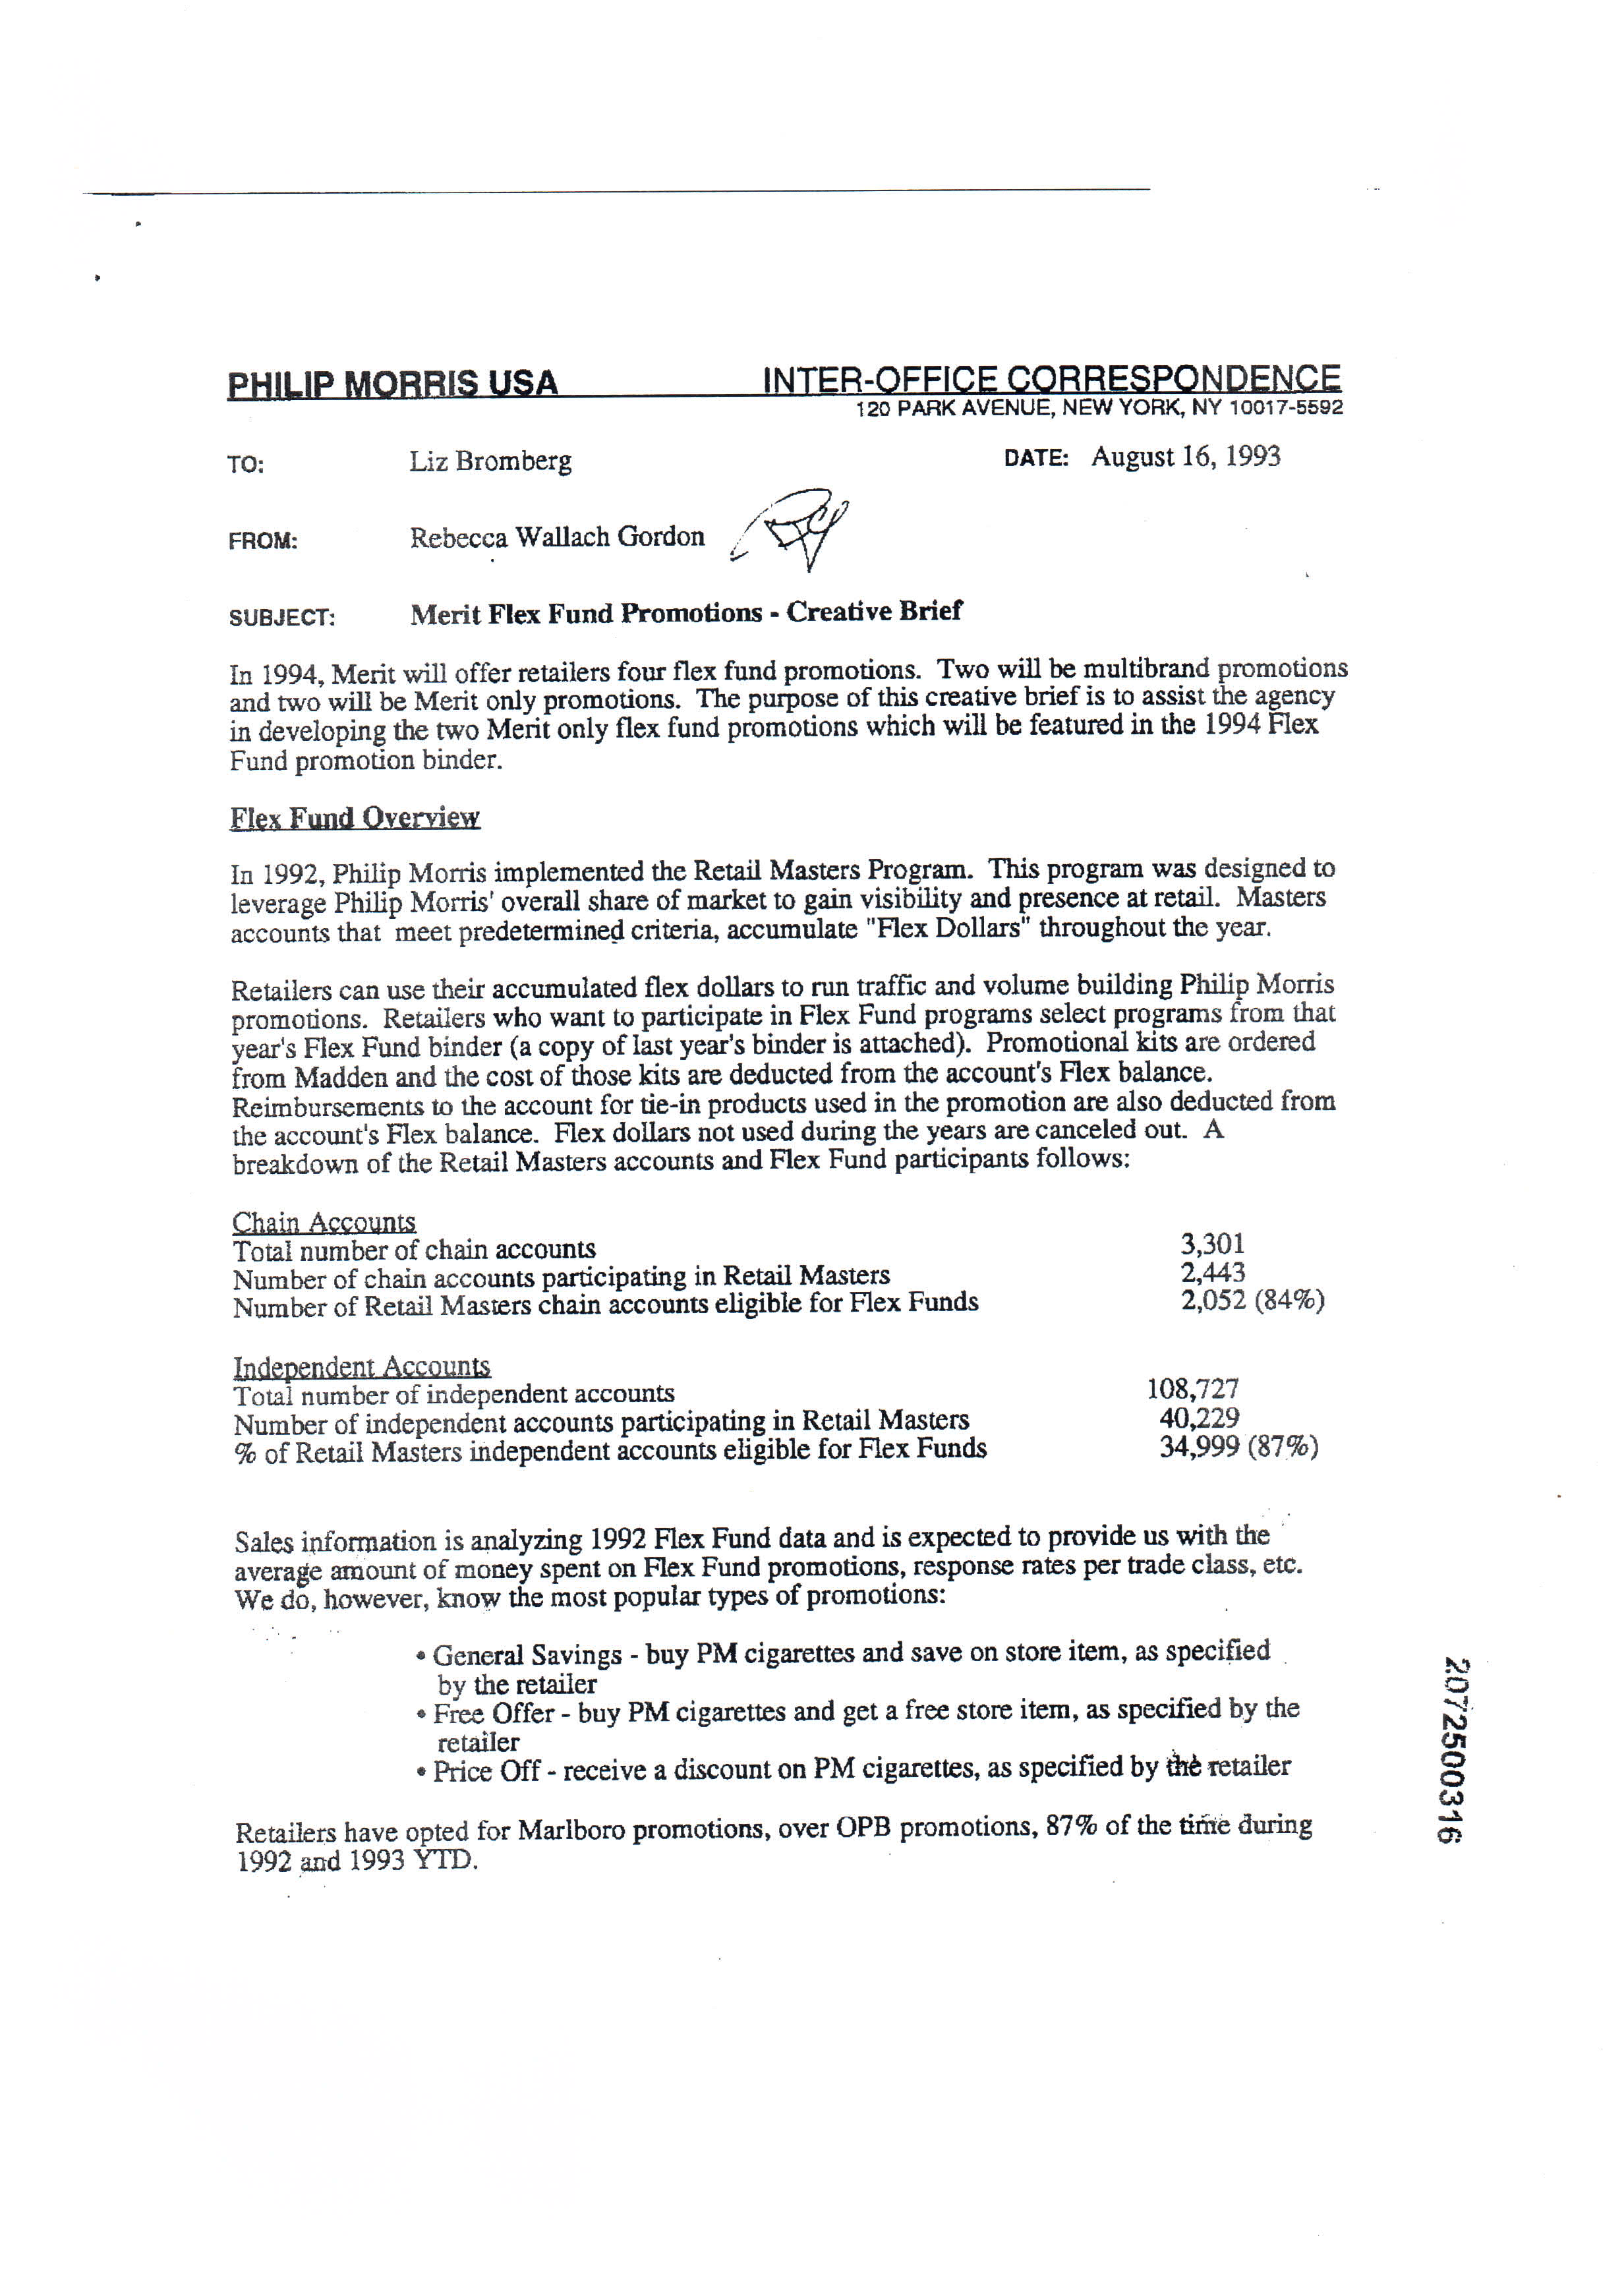 PHILIP MORRIS USA INTER-OFFICE CORRESPONDENCE
120 PARK AVENUE, NEW YORK, NY 10017-5592
TO: Liz Bromberg DATE: August 16, 1993
FROM: Rebecca Wallach Gordon
SUBJECT: Merit Flex Fund Promotions - Creative Brief
In 1994, Merit will offer retailers four flex fund promotions. Two will be multibrand promotions
and two will be Merit only promotions. The purpose of this creative brief is to assist the agency
in developing the two Merit only flex fund promotions which will be featured in the 1994 Flex
Fund promotion binder.
Flex Fund Overview
In 1992, Philip Morris implemented the Retail Masters Program. This program was designed to
leverage Philip Morris' overall share of market to gain visibility and presence at retail. Masters
accounts that meet predetermined criteria, accumulate "Flex Dollars" throughout the year.
Retailers can use their accumulated flex dollars to run traffic and volume building Philip Morris
promotions. Retailers who want to participate in Flex Fund programs select programs from that
year's Flex Fund binder (a copy of last year's binder is attached). Promotional kits are ordered
from Madden and the cost of those kits are deducted from the account's Flex balance.
Reimbursements to the account for tie-in products used in the promotion are also deducted from
the account's Flex balance. Flex dollars not used during the years are canceled out. A
breakdown of the Retail Masters accounts and Flex Fund participants follows:
Chain Accounts
Total number of chain accounts 3,301
Number of chain accounts participating in Retail Masters 2,443
Number of Retail Masters chain accounts eligible for Flex Funds 2,052 (84%)
Independent Accounts
Total number of independent accounts 108,727
Number of independent accounts participating in Retail Masters 40,229
% of Retail Masters independent accounts eligible for Flex Funds 34,999 (87%)
Sales information is analyzing 1992 Flex Fund data and is expected to provide us with the
average amount of money spent on Flex Fund promotions, response rates per trade class, etc.
We do, however, know the most popular types of promotions:
• General Savings - buy PM cigarettes and save on store item, as specified
by the retailer
• Free Offer - buy PM cigarettes and get a free store item, as specified by the
retailer
• Price Off - receive a discount on PM cigarettes, as specified by the retailer
Retailers have opted for Marlboro promotions, over OPB promotions, 87% of the time during
1992 and 1993 YTD.
2072500316